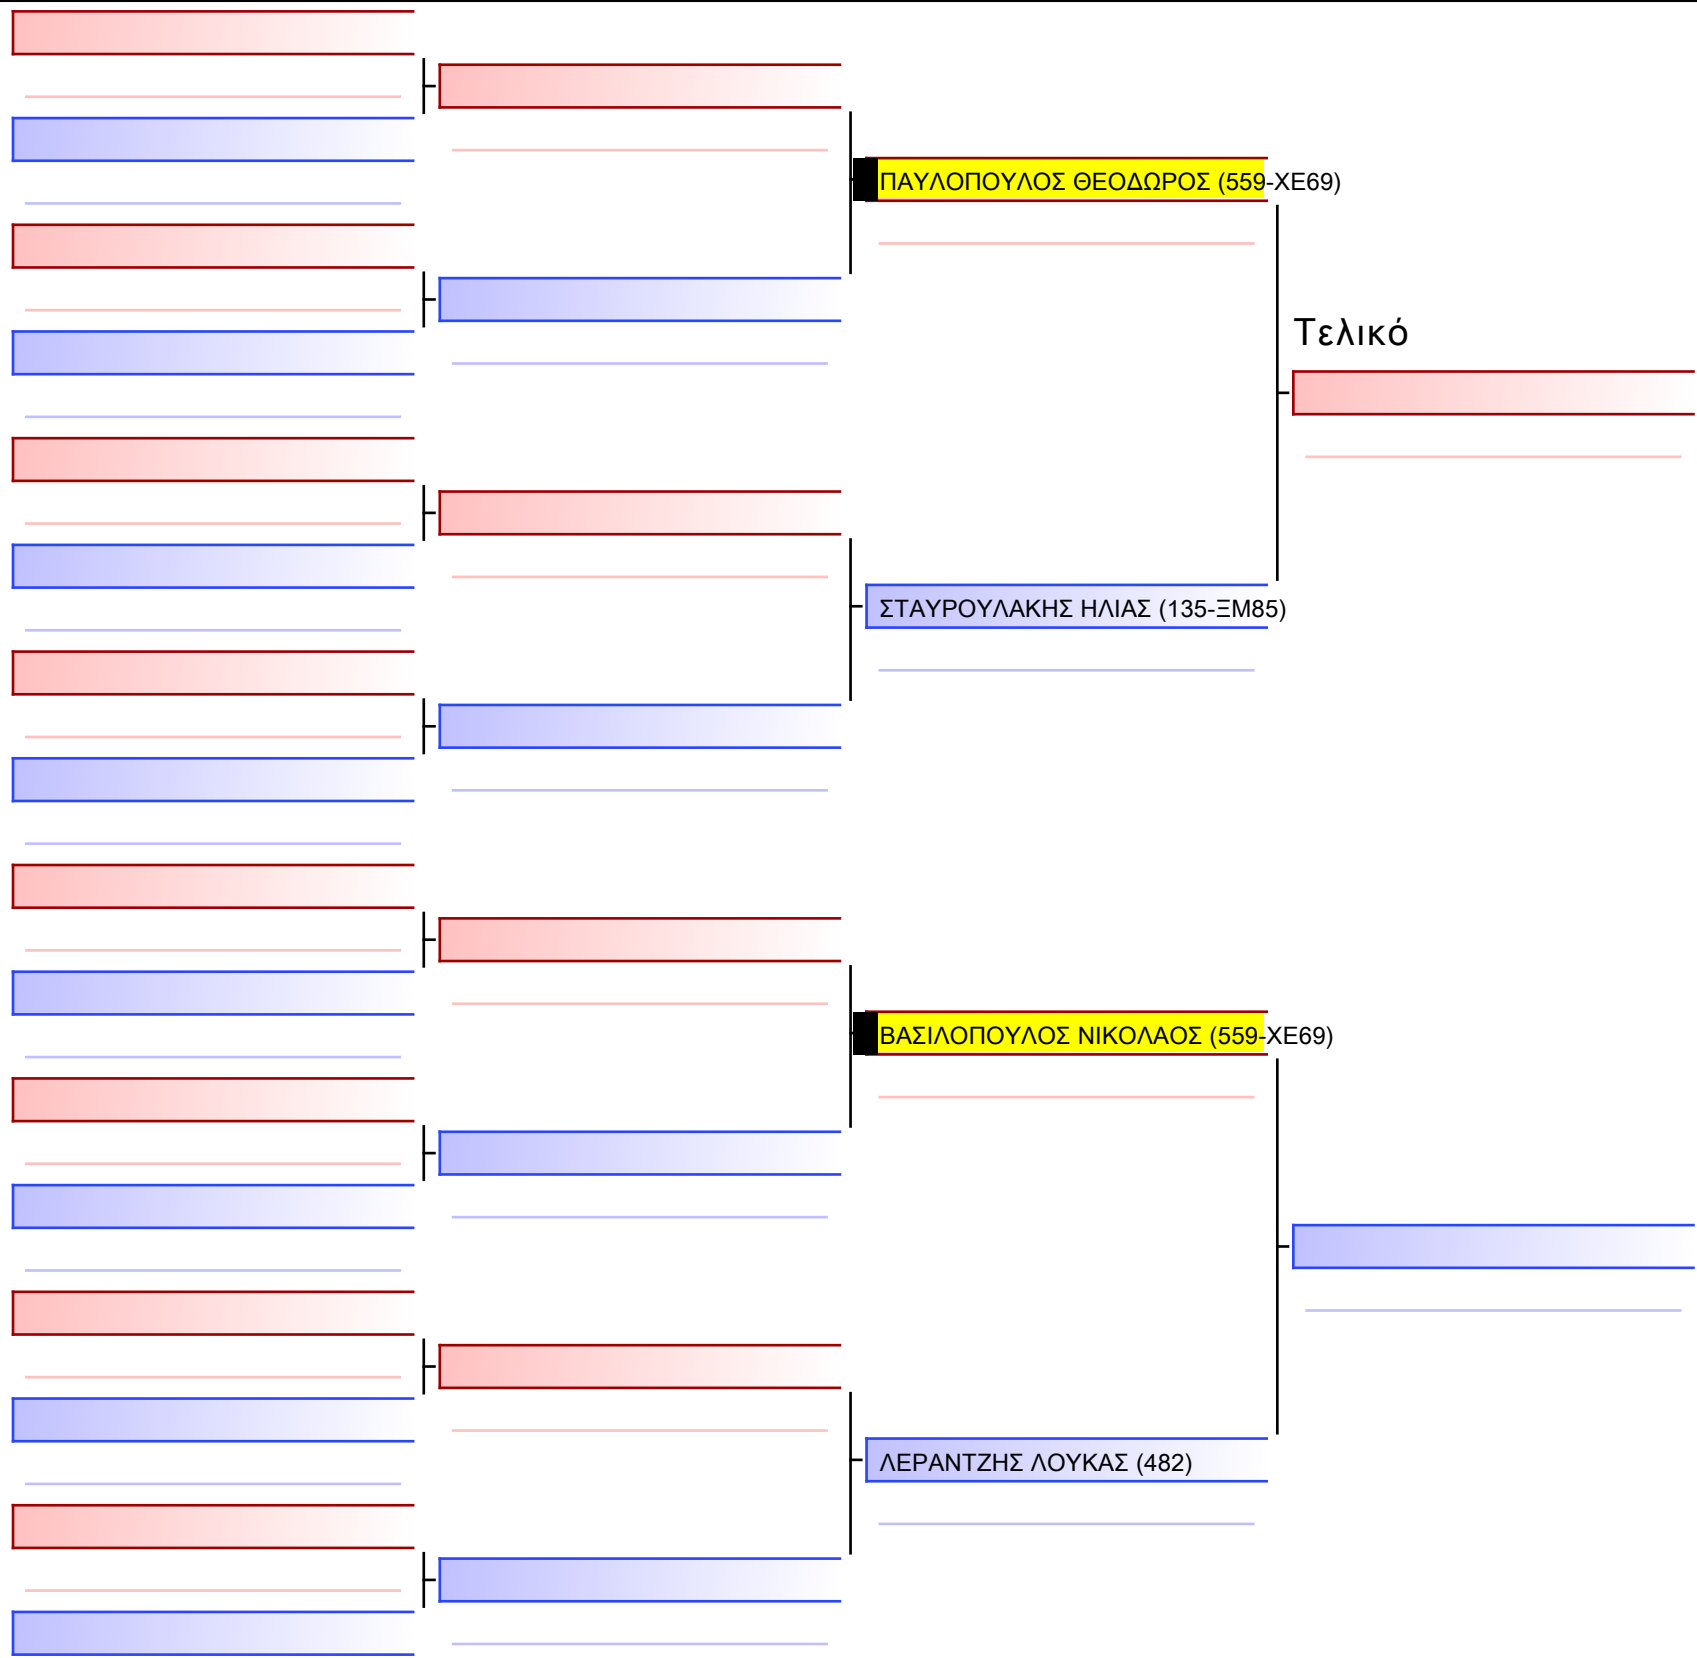 ΠΑΥΛΟΠΟΥΛΟΣ ΘΕΟΔΩΡΟΣ (559-ΧΕ69)
Τελικό
ΣΤΑΥΡΟΥΛΑΚΗΣ ΗΛΙΑΣ (135-ΞΜ85)
ΒΑΣΙΛΟΠΟΥΛΟΣ ΝΙΚΟΛΑΟΣ (559-ΧΕ69)
ΛΕΡΑΝΤΖΗΣ ΛΟΥΚΑΣ (482)